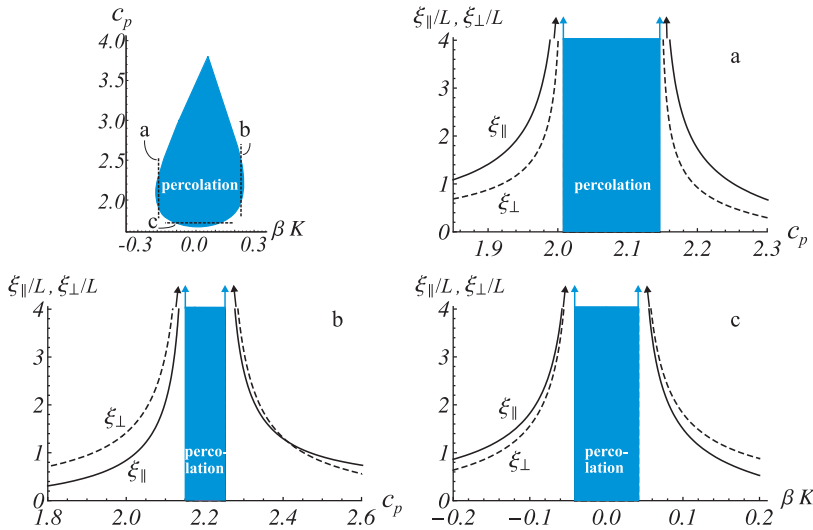 c_p
4.0
3.5
3.0
a
b
2.5
percolation
2.0
c
-0.3
0.0
0.3
β K
ξ∥/L , ξ⊥/L
4
a
3
ξ∥
2
percolation
1
ξ⊥
0
1.9
2.0
2.1
2.2
2.3
c_p
ξ∥/L , ξ⊥/L
4
b
3
2
ξ⊥
1
perco-
lation
ξ∥
0
1.8
2.0
2.2
2.4
2.6
c_p
ξ∥/L , ξ⊥/L
4
c
3
2
ξ∥
1
perco-
lation
ξ⊥
0
-0.2
-0.1
0.0
0.1
0.2
β K